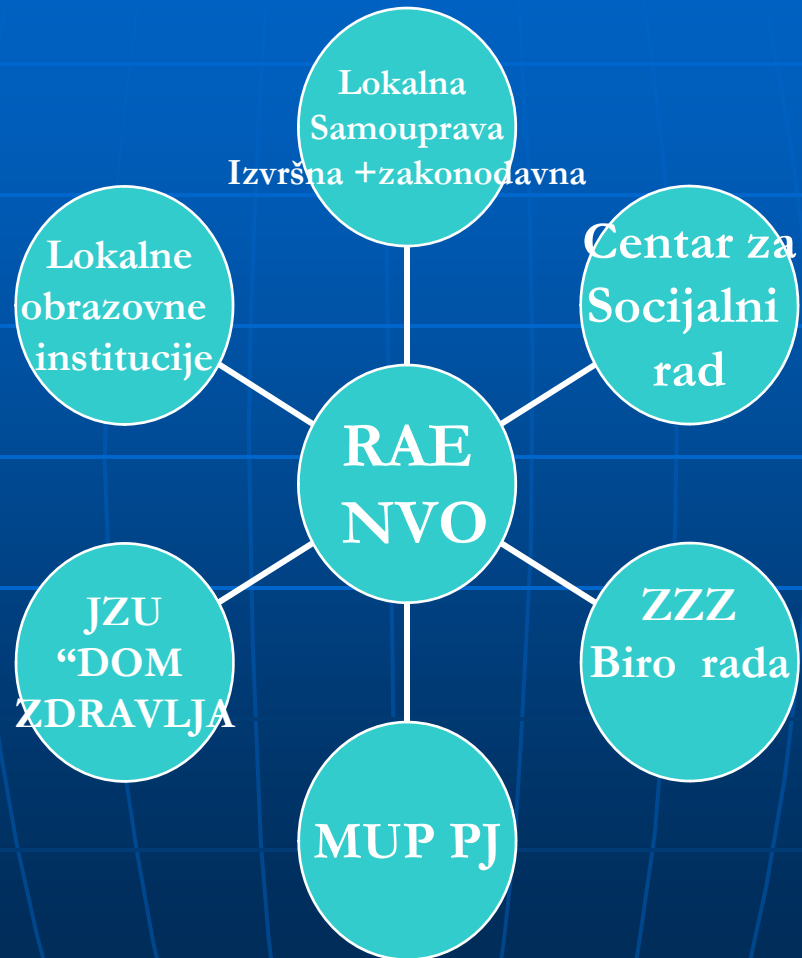 Lokalna
Samouprava
Izvršna +zakonodavna
Centar za
Socijalni
rad
Lokalne
obrazovne
institucije
RAE
NVO
ZZZ
Biro rada
JZU
“DOM
ZDRAVLJA
MUP PJ